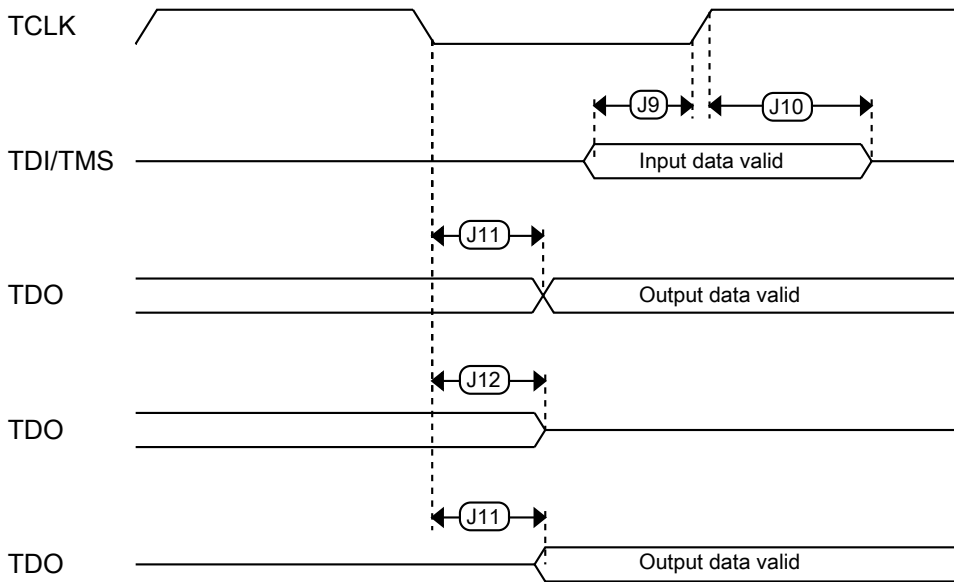 TCLK
J9
J10
TDI/TMS
Input data valid
J11
TDO
Output data valid
J12
TDO
J11
TDO
Output data valid